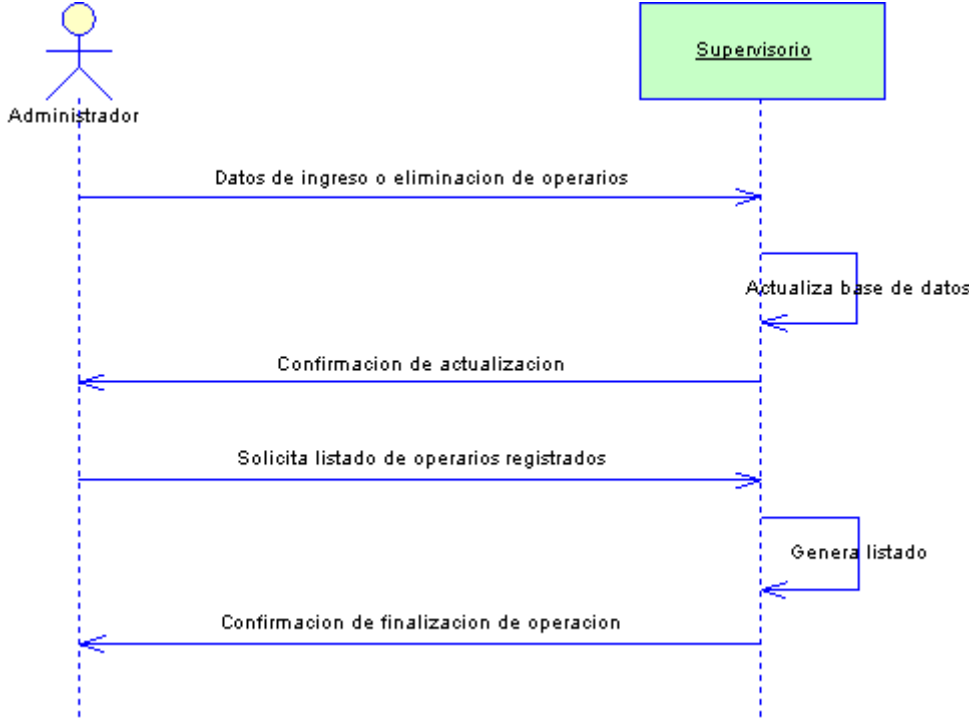 Supervisorio
Administrador
Datos de ingreso o eliminacion de operarios
Actualiza base de datos
Confirmacion de actualizacion
Solicita listado de operarios registrados
Genera listado
Confirmacion de finalizacion de operacion